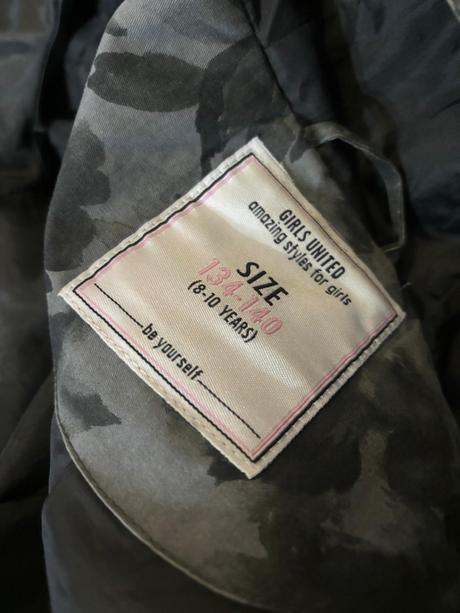 GIRLS UNITED
amazing styles for girls
SIZE
134-140
(8-10 YEARS)
be yourself